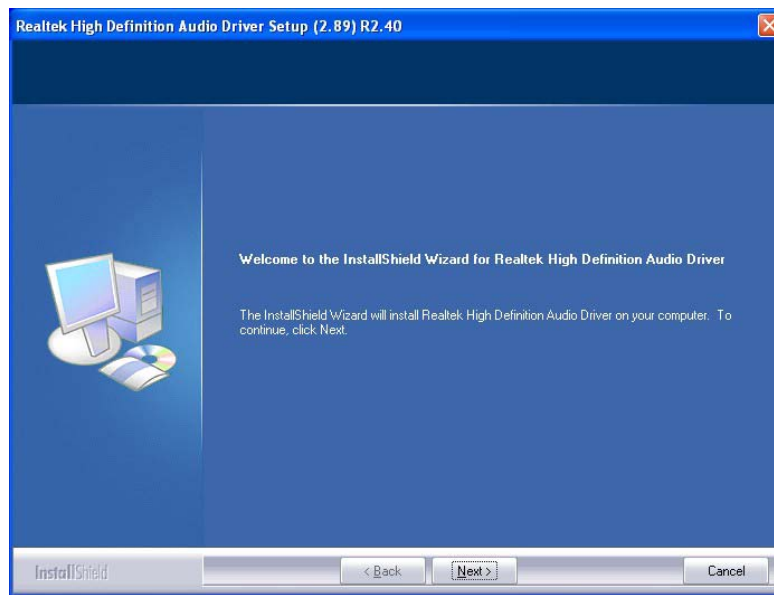 Realtek High Definition Audio Driver Setup (2.89) R2.40
Welcome to the InstallShield Wizard for Realtek High Definition Audio Driver
The InstallShield Wizard will install Realtek High Definition Audio Driver on your computer. To
continue, click Next.
InstallShield
< Back
Next >
Cancel